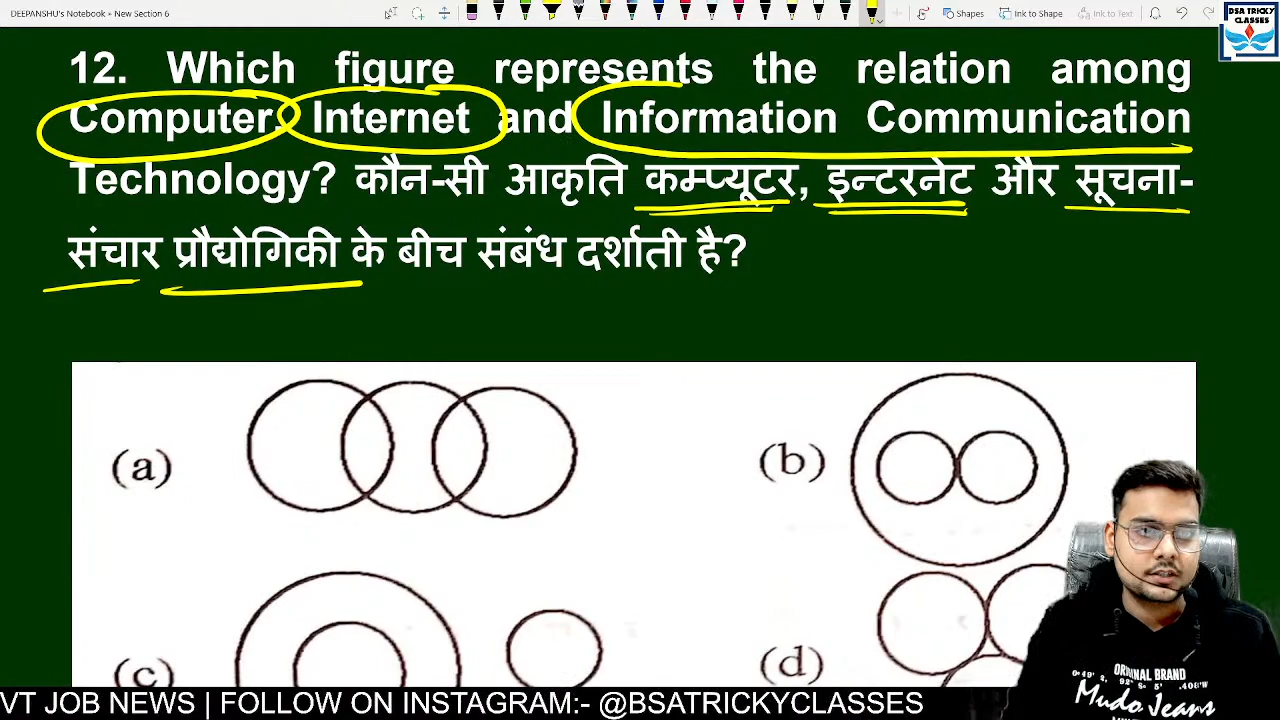 DEEPANSHU's Notebook » New Section 6
Shapes
Ink to Shape
Ink to Text
BSA TRICKY
CLASSES
12. Which figure represents the relation among
Computer, Internet and Information Communication
Technology? कौन-सी आकृति कम्प्यूटर, इन्टरनेट और सूचना-
संचार प्रौद्योगिकी के बीच संबंध दर्शाती है?
(a)
(b)
(c)
(d)
ORIGINAL BRAND
Mudo Jeans
VT JOB NEWS | FOLLOW ON INSTAGRAM:- @BSATRICKYCLASSES